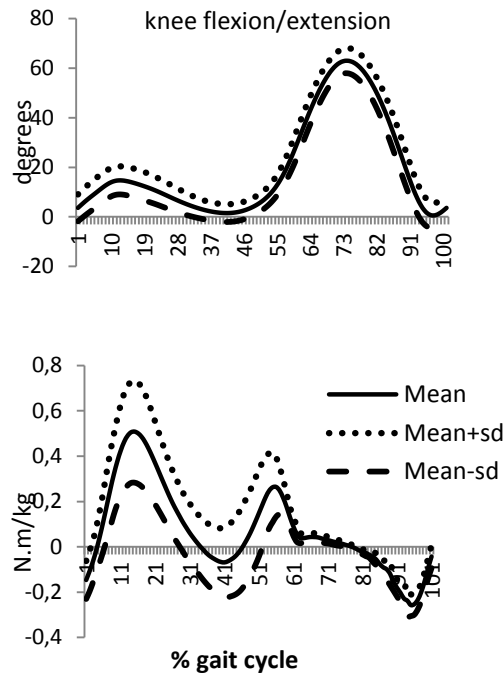 knee flexion/extension
degrees
80
60
40
20
0
-20
1 10 19 28 37 46 55 64 73 82 91 100
N.m/kg
0,8
0,6
0,4
0,2
0
-0,2
-0,4
Mean
Mean+sd
Mean-sd
1 11 21 31 41 51 61 71 81 91 101
% gait cycle